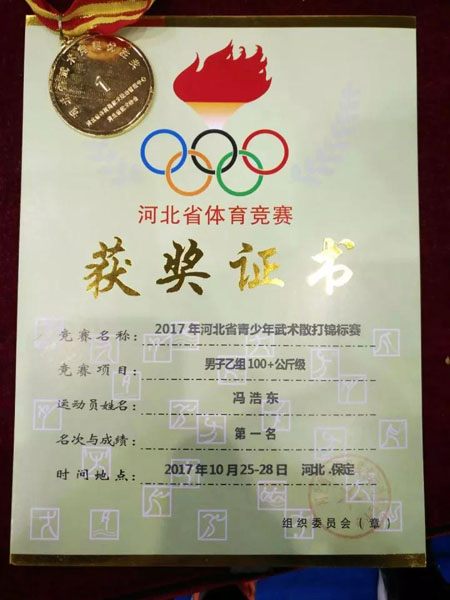 1
河北省体育竞赛
获奖证书
竞赛名称: 2017年河北省青少年武术散打锦标赛
竞赛项目: 男子乙组100+公斤级
运动员姓名: 冯浩东
名次与成绩: 第一名
时间地点: 2017年10月25-28日 河北.保定
组织委员会(章)